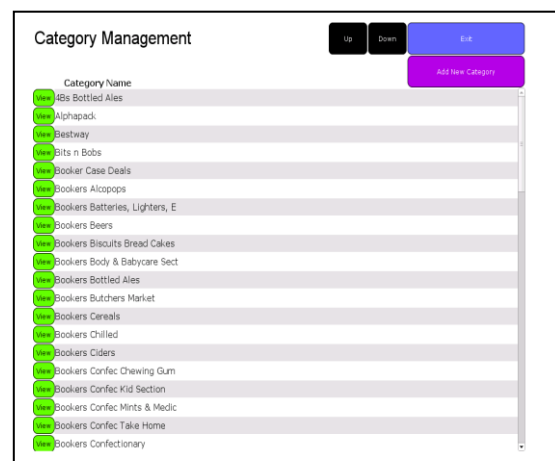 Category Management
Up
Down
Exit
Add New Category
Category Name
View 4Bs Bottled Ales
View Alphapack
View Bestway
View Bits n Bobs
View Booker Case Deals
View Bookers Alcopops
View Bookers Batteries, Lighters, E
View Bookers Beers
View Bookers Biscuits Bread Cakes
View Bookers Body & Babycare Sect
View Bookers Bottled Ales
View Bookers Butchers Market
View Bookers Cereals
View Bookers Chilled
View Bookers Ciders
View Bookers Confec Chewing Gum
View Bookers Confec Kid Section
View Bookers Confec Mints & Medic
View Bookers Confec Take Home
View Bookers Confectionary